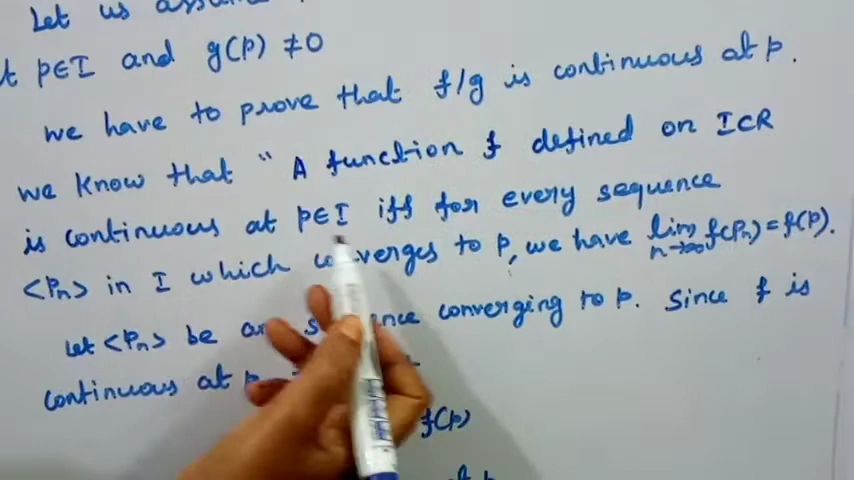 Let us
t p∈I and g(p) ≠0
we have to prove that f/g is continuous at p.
we know that " A function f defined on I⊂R
is continuous at p∈I iff for every sequence
<pₙ> in I which converges to p, we have lim n→∞ f(pₙ)=f(p).
let <pₙ> be converging to p. Since f is
continuous at p
f(p)